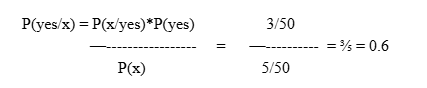 P(yes/x) = P(x/yes)*P(yes) 3/50
—----------------- = —---------- = ⅗ = 0.6
P(x) 5/50